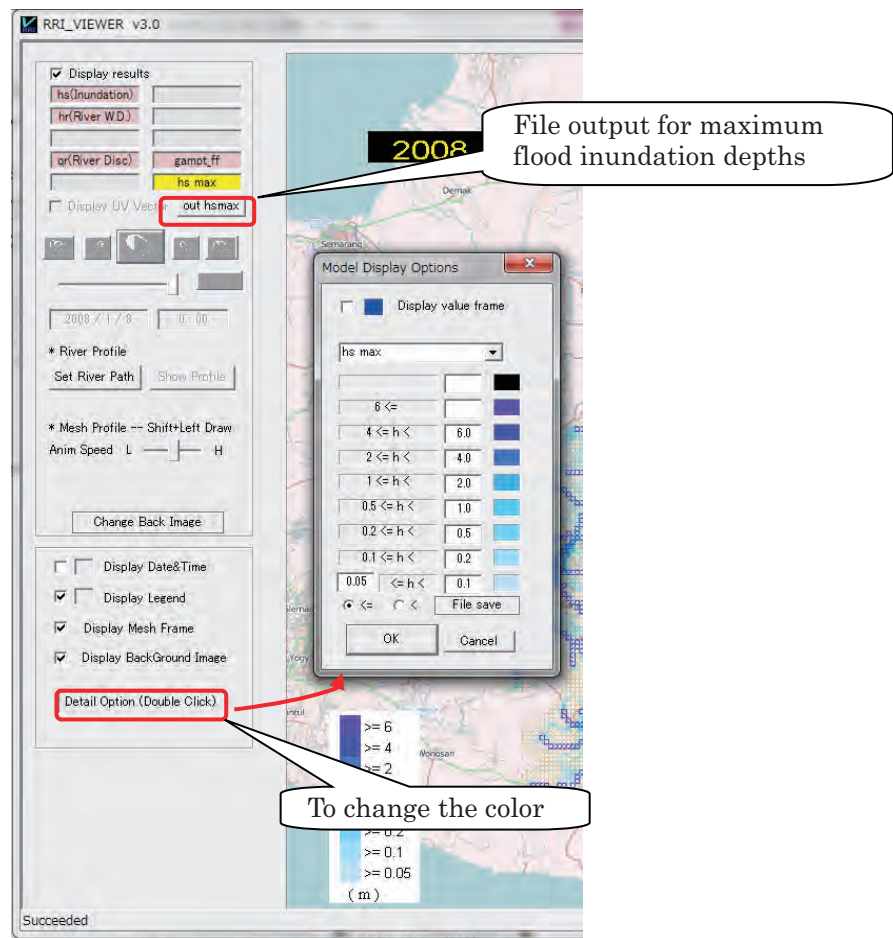 RRI_VIEWER v3.0
Display results
hs(Inundation)
hr(River W.D.)
qr(River Disc)
gampt_ff
hs max
Display UV Vector
out hsmax
2008 / 1 / 8
0:00
* River Profile
Set River Path
Show Profile
* Mesh Profile -- Shift+Left Draw
Anim Speed L
H
Change Back Image
Display Date&Time
Display Legend
Display Mesh Frame
Display BackGround Image
Detail Option (Double Click)
Succeeded
2008
File output for maximum
flood inundation depths
Demak
Semarang
Model Display Options
Display value frame
hs max
6 <=
4 <= h < 6.0
2 <= h < 4.0
1 <= h < 2.0
0.5 <= h < 1.0
0.2 <= h < 0.5
0.1 <= h < 0.2
0.05 <= h < 0.1
<= < File save
OK Cancel
Wonosari
>= 6
>= 4
>= 2
To change the color
>= 0.2
>= 0.1
>= 0.05
( m )